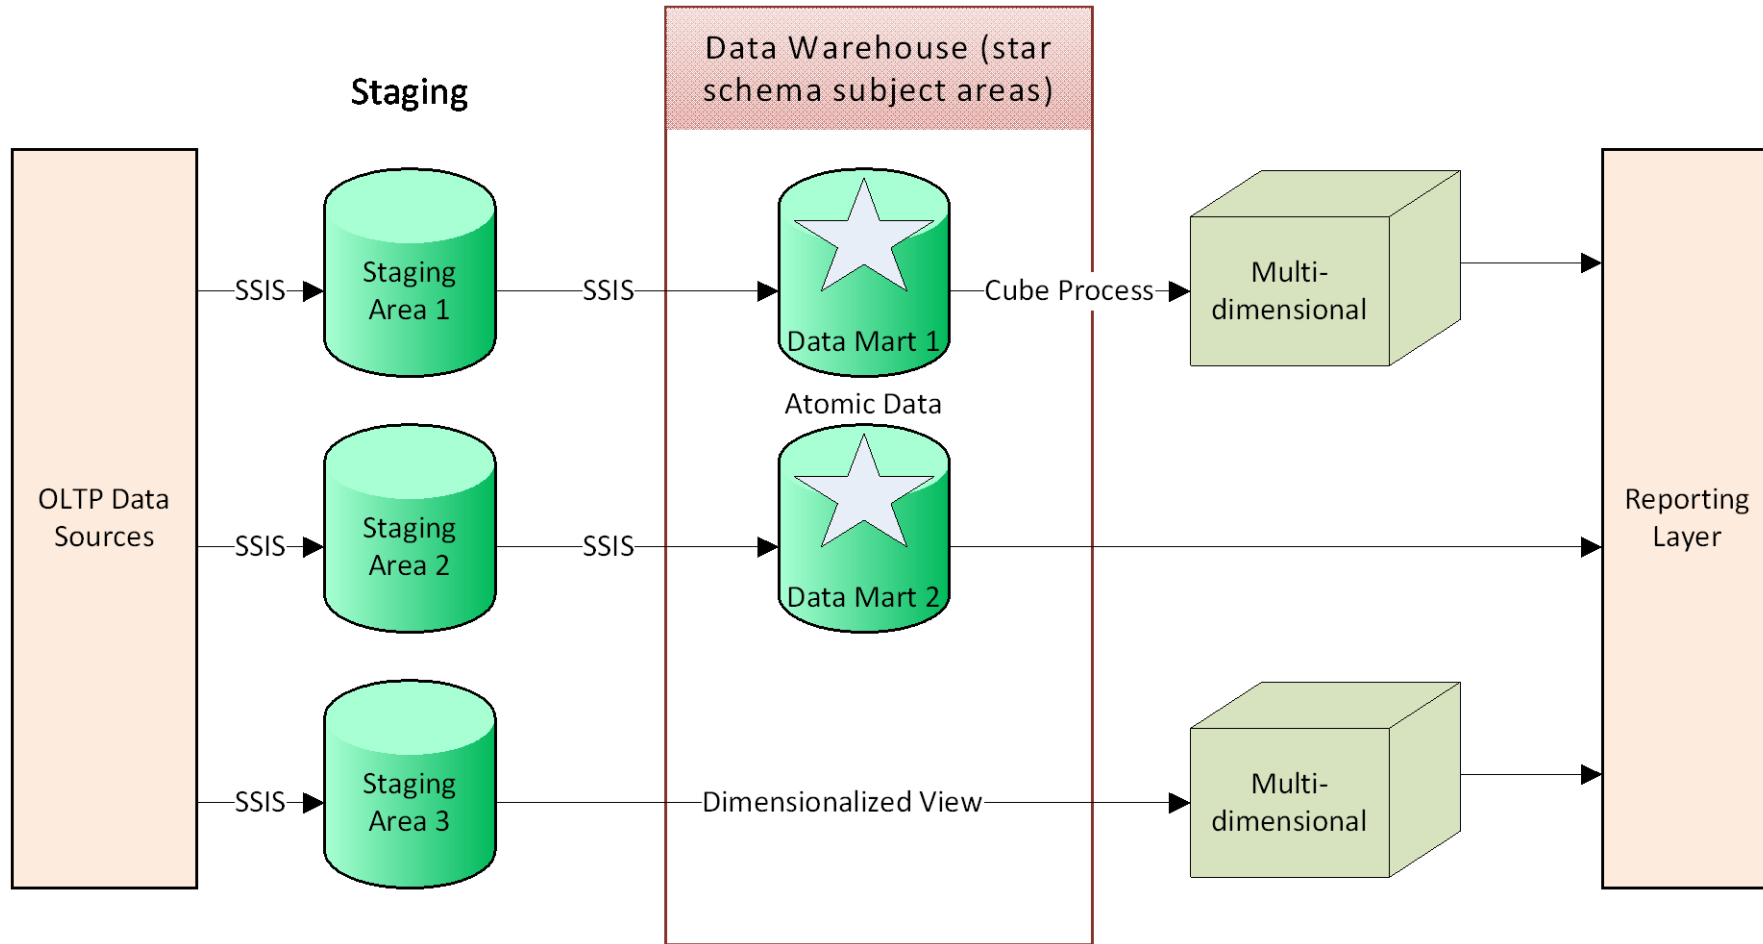 Data Warehouse (star
schema subject areas)
Staging
OLTP Data
Sources
SSIS
Staging
Area 1
SSIS
Data Mart 1
Cube Process
Multi-
dimensional
Atomic Data
SSIS
Staging
Area 2
SSIS
Data Mart 2
Reporting
Layer
SSIS
Staging
Area 3
Dimensionalized View
Multi-
dimensional